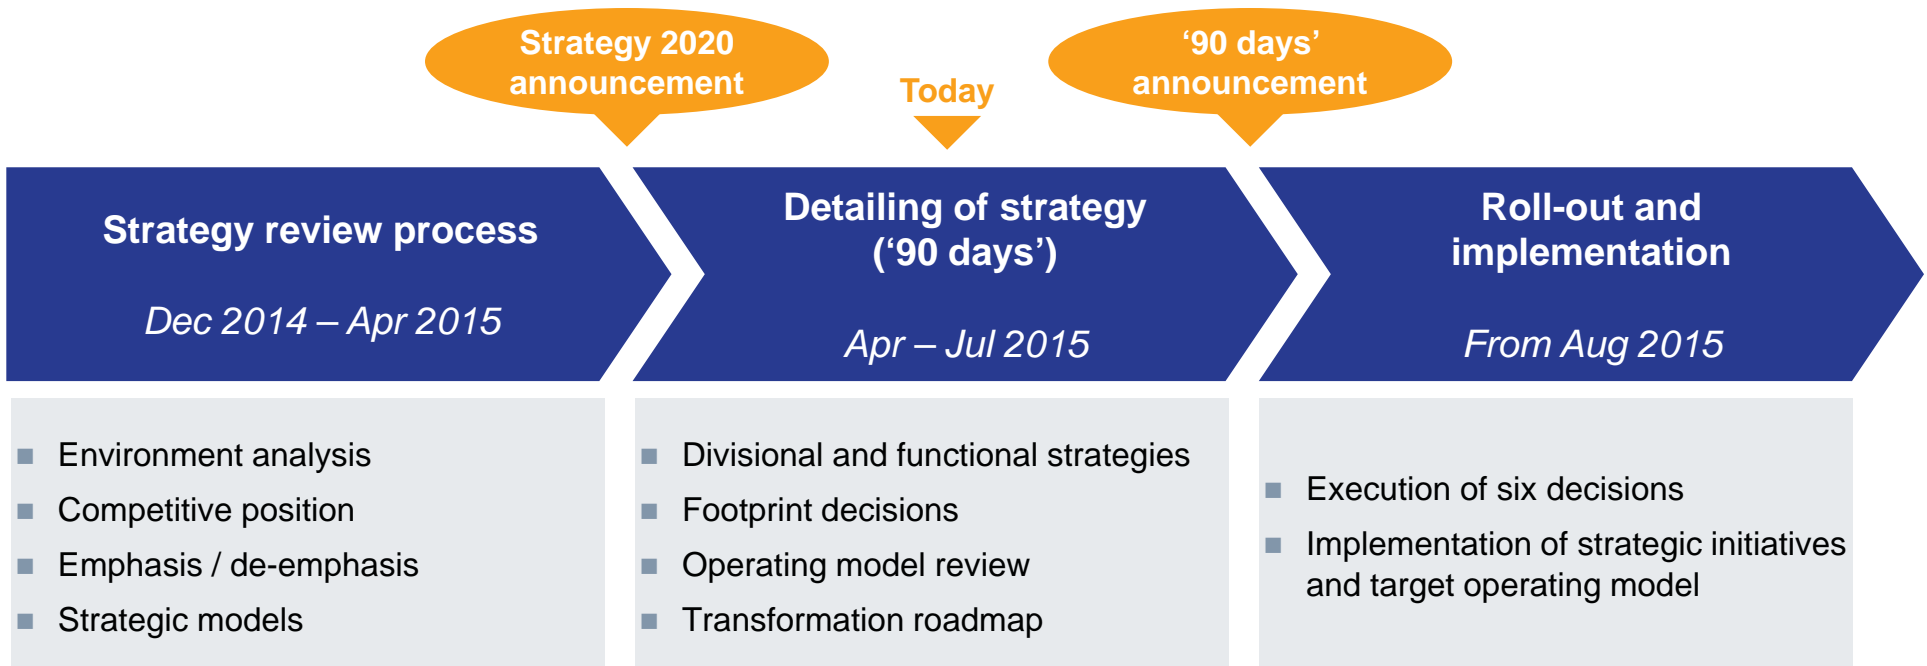 Strategy 2020
announcement
Today
‘90 days’
announcement
Strategy review process
Dec 2014 – Apr 2015
Detailing of strategy
(‘90 days’)
Apr – Jul 2015
Roll-out and
implementation
From Aug 2015
Environment analysis
Competitive position
Emphasis / de-emphasis
Strategic models
Divisional and functional strategies
Footprint decisions
Operating model review
Transformation roadmap
Execution of six decisions
Implementation of strategic initiatives
and target operating model